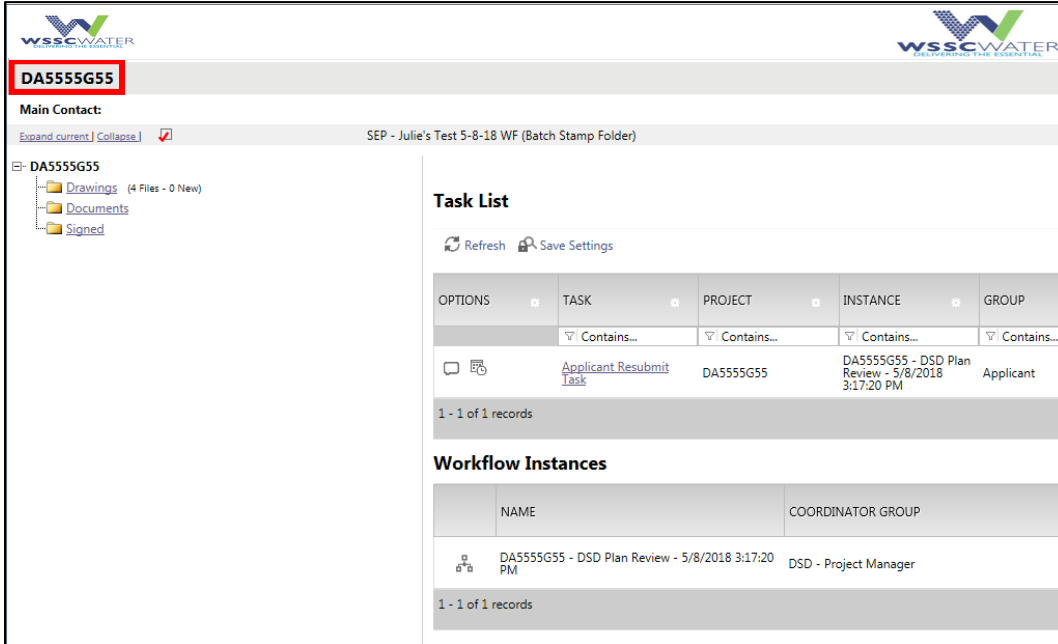 WSSCWATER
DELIVERING THE ESSENTIAL
WSSCWATER
DELIVERING THE ESSENTIAL
DA5555G55
Main Contact:
Expand current | Collapse |
SEP - Julie's Test 5-8-18 WF (Batch Stamp Folder)
DA5555G55
Drawings (4 Files - 0 New)
Documents
Signed
Task List
Refresh Save Settings
OPTIONS TASK PROJECT INSTANCE GROUP
Contains... Contains... Contains... Contains...
Applicant Resubmit
Task
DA5555G55
DA5555G55 - DSD Plan
Review - 5/8/2018
3:17:20 PM
Applicant
1 - 1 of 1 records
Workflow Instances
NAME COORDINATOR GROUP
DA5555G55 - DSD Plan Review - 5/8/2018 3:17:20
PM
DSD - Project Manager
1 - 1 of 1 records